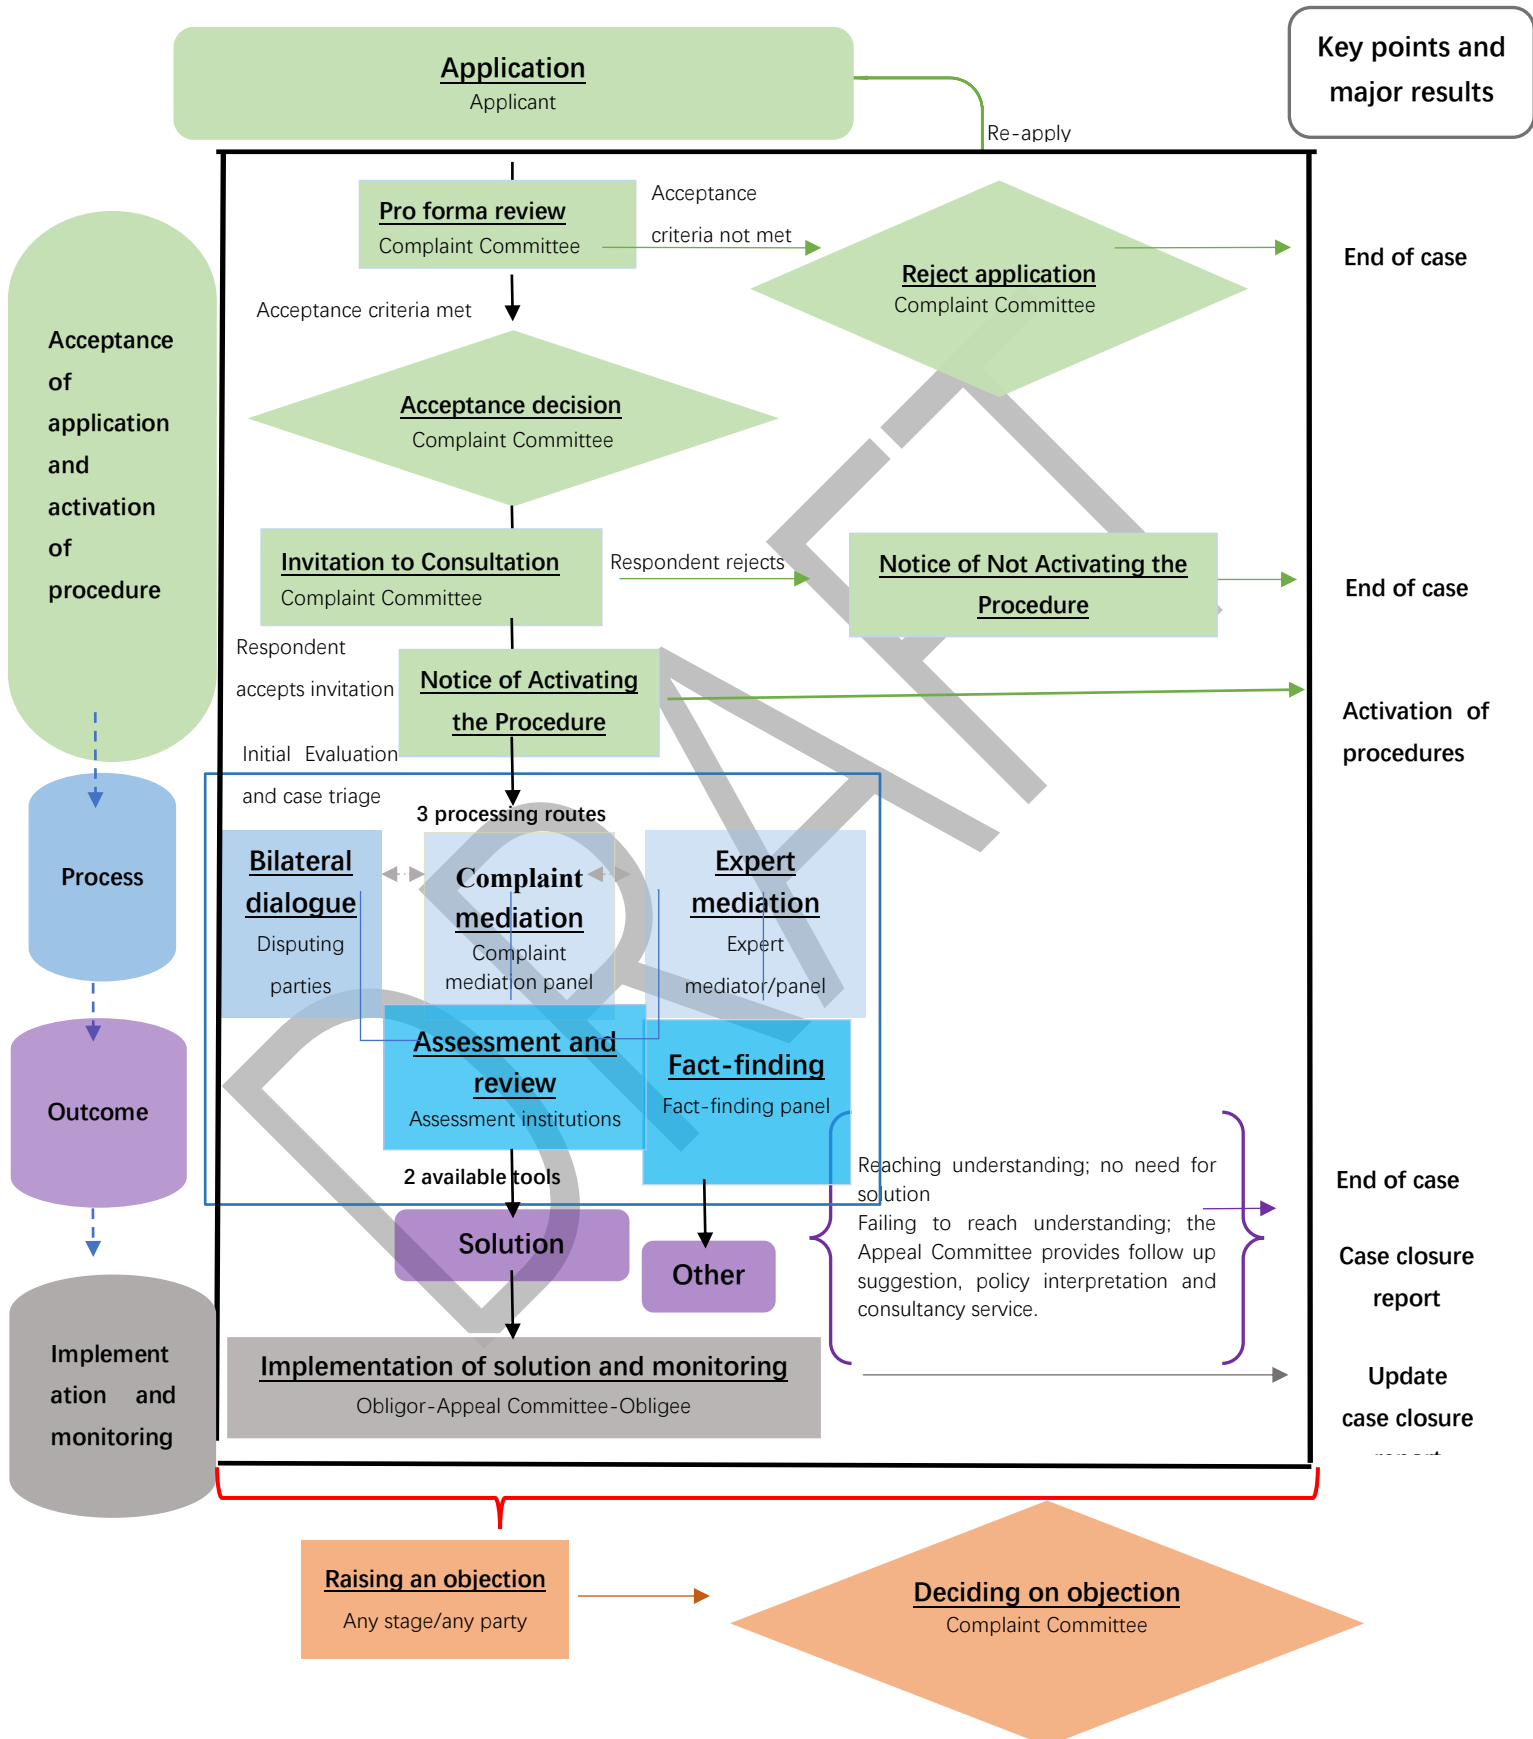 Application
Applicant
Key points and
major results
Re-apply
Pro forma review
Complaint Committee
Acceptance
criteria not met
Reject application
Complaint Committee
End of case
Acceptance criteria met
Acceptance
of
application
and
activation
of
procedure
Acceptance decision
Complaint Committee
Invitation to Consultation
Complaint Committee
Respondent rejects
Notice of Not Activating the
Procedure
End of case
Respondent
accepts invitation
Notice of Activating
the Procedure
Activation of
procedures
Initial Evaluation
and case triage
3 processing routes
Process
Bilateral
dialogue
Disputing
parties
Complaint
mediation
Complaint
mediation panel
Expert
mediation
Expert
mediator/panel
Assessment and
review
Assessment institutions
Fact-finding
Fact-finding panel
Outcome
2 available tools
Solution
Other
Reaching understanding; no need for
solution
Failing to reach understanding; the
Appeal Committee provides follow up
suggestion, policy interpretation and
consultancy service.
End of case
Case closure
report
Implement
ation and
monitoring
Implementation of solution and monitoring
Obligor-Appeal Committee-Obligee
Update
case closure
Raising an objection
Any stage/any party
Deciding on objection
Complaint Committee
DRAFT